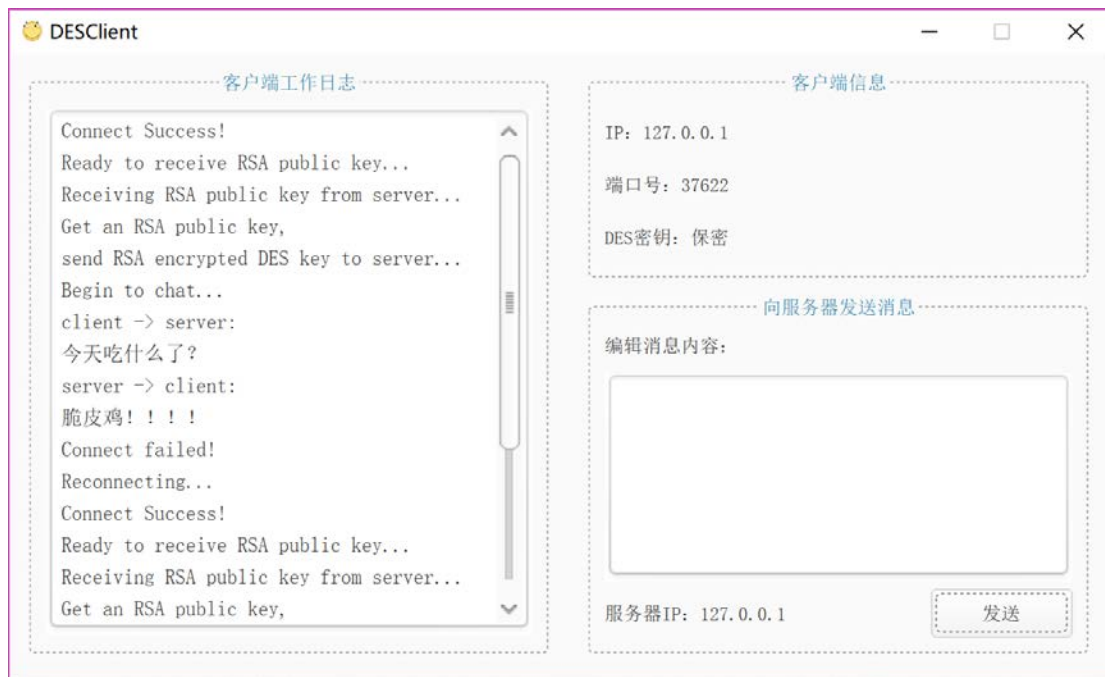 DESClient
客户端工作日志
Connect Success!
Ready to receive RSA public key...
Receiving RSA public key from server...
Get an RSA public key,
send RSA encrypted DES key to server...
Begin to chat...
client -> server:
今天吃什么了?
server -> client:
脆皮鸡!!!!
Connect failed!
Reconnecting...
Connect Success!
Ready to receive RSA public key...
Receiving RSA public key from server...
Get an RSA public key,
客户端信息
IP: 127.0.0.1
端口号: 37622
DES密钥: 保密
向服务器发送消息
编辑消息内容:
服务器IP: 127.0.0.1
发送